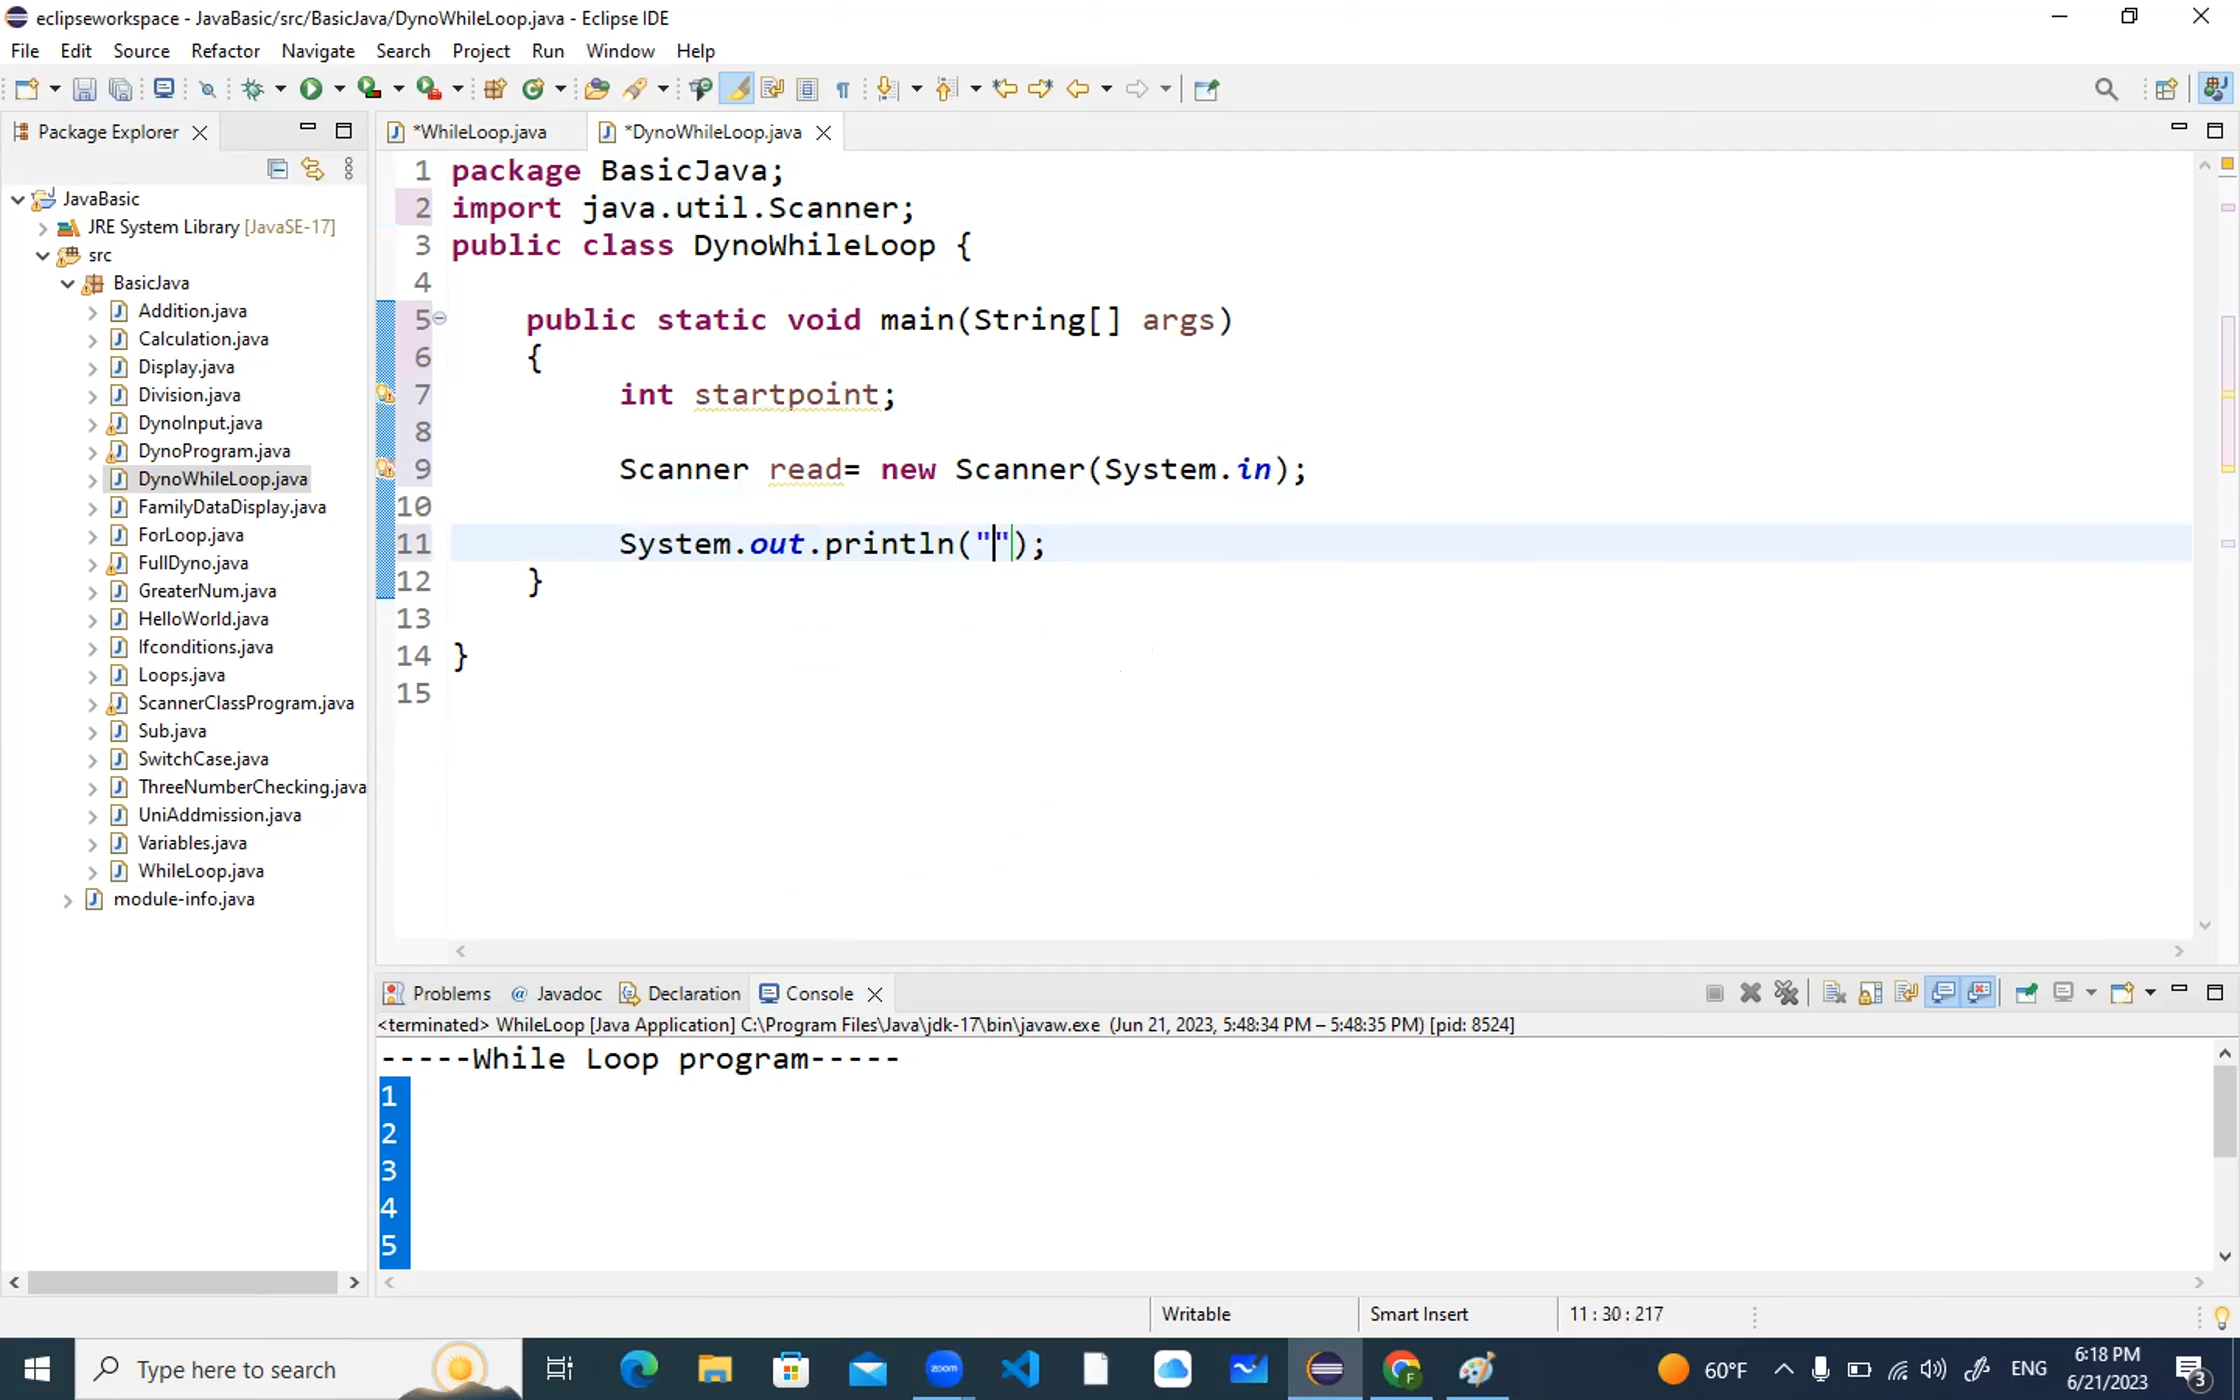 eclipseworkspace - JavaBasic/src/BasicJava/DynoWhileLoop.java - Eclipse IDE
File Edit Source Refactor Navigate Search Project Run Window Help
Package Explorer
JavaBasic
JRE System Library [JavaSE-17]
src
BasicJava
Addition.java
Calculation.java
Display.java
Division.java
DynoInput.java
DynoProgram.java
DynoWhileLoop.java
FamilyDataDisplay.java
ForLoop.java
FullDyno.java
GreaterNum.java
HelloWorld.java
Ifconditions.java
Loops.java
ScannerClassProgram.java
Sub.java
SwitchCase.java
ThreeNumberChecking.java
UniAddmission.java
Variables.java
WhileLoop.java
module-info.java
*WhileLoop.java *DynoWhileLoop.java
1 package BasicJava;
2 import java.util.Scanner;
3 public class DynoWhileLoop {
4
5 public static void main(String[] args)
6 {
7 int startpoint;
8
9 Scanner read= new Scanner(System.in);
10
11 System.out.println("");
12 }
13
14 }
15
Problems @ Javadoc Declaration Console
<terminated> WhileLoop [Java Application] C:\Program Files\Java\jdk-17\bin\javaw.exe (Jun 21, 2023, 5:48:34 PM – 5:48:35 PM) [pid: 8524]
-----While Loop program-----
1
2
3
4
5
Writable Smart Insert 11 : 30 : 217
Type here to search
zoom
F
60°F
ENG
6:18 PM
6/21/2023
3